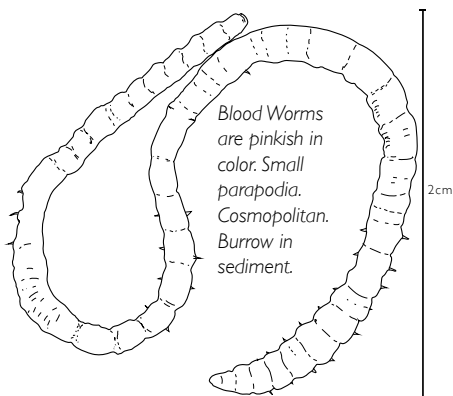 Blood Worms
are pinkish in
color. Small
parapodia.
Cosmopolitan.
Burrow in
sediment.
2cm